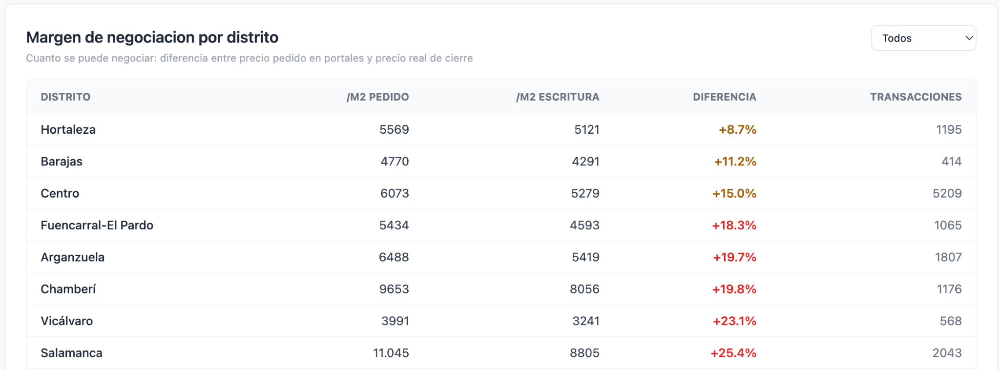 Margen de negociacion por distrito
Todos
Cuanto se puede negociar: diferencia entre precio pedido en portales y precio real de cierre
DISTRITO /M2 PEDIDO /M2 ESCRITURA DIFERENCIA TRANSACCIONES
Hortaleza 5569 5121 +8.7% 1195
Barajas 4770 4291 +11.2% 414
Centro 6073 5279 +15.0% 5209
Fuencarral-El Pardo 5434 4593 +18.3% 1065
Arganzuela 6488 5419 +19.7% 1807
Chamberí 9653 8056 +19.8% 1176
Vicálvaro 3991 3241 +23.1% 568
Salamanca 11.045 8805 +25.4% 2043